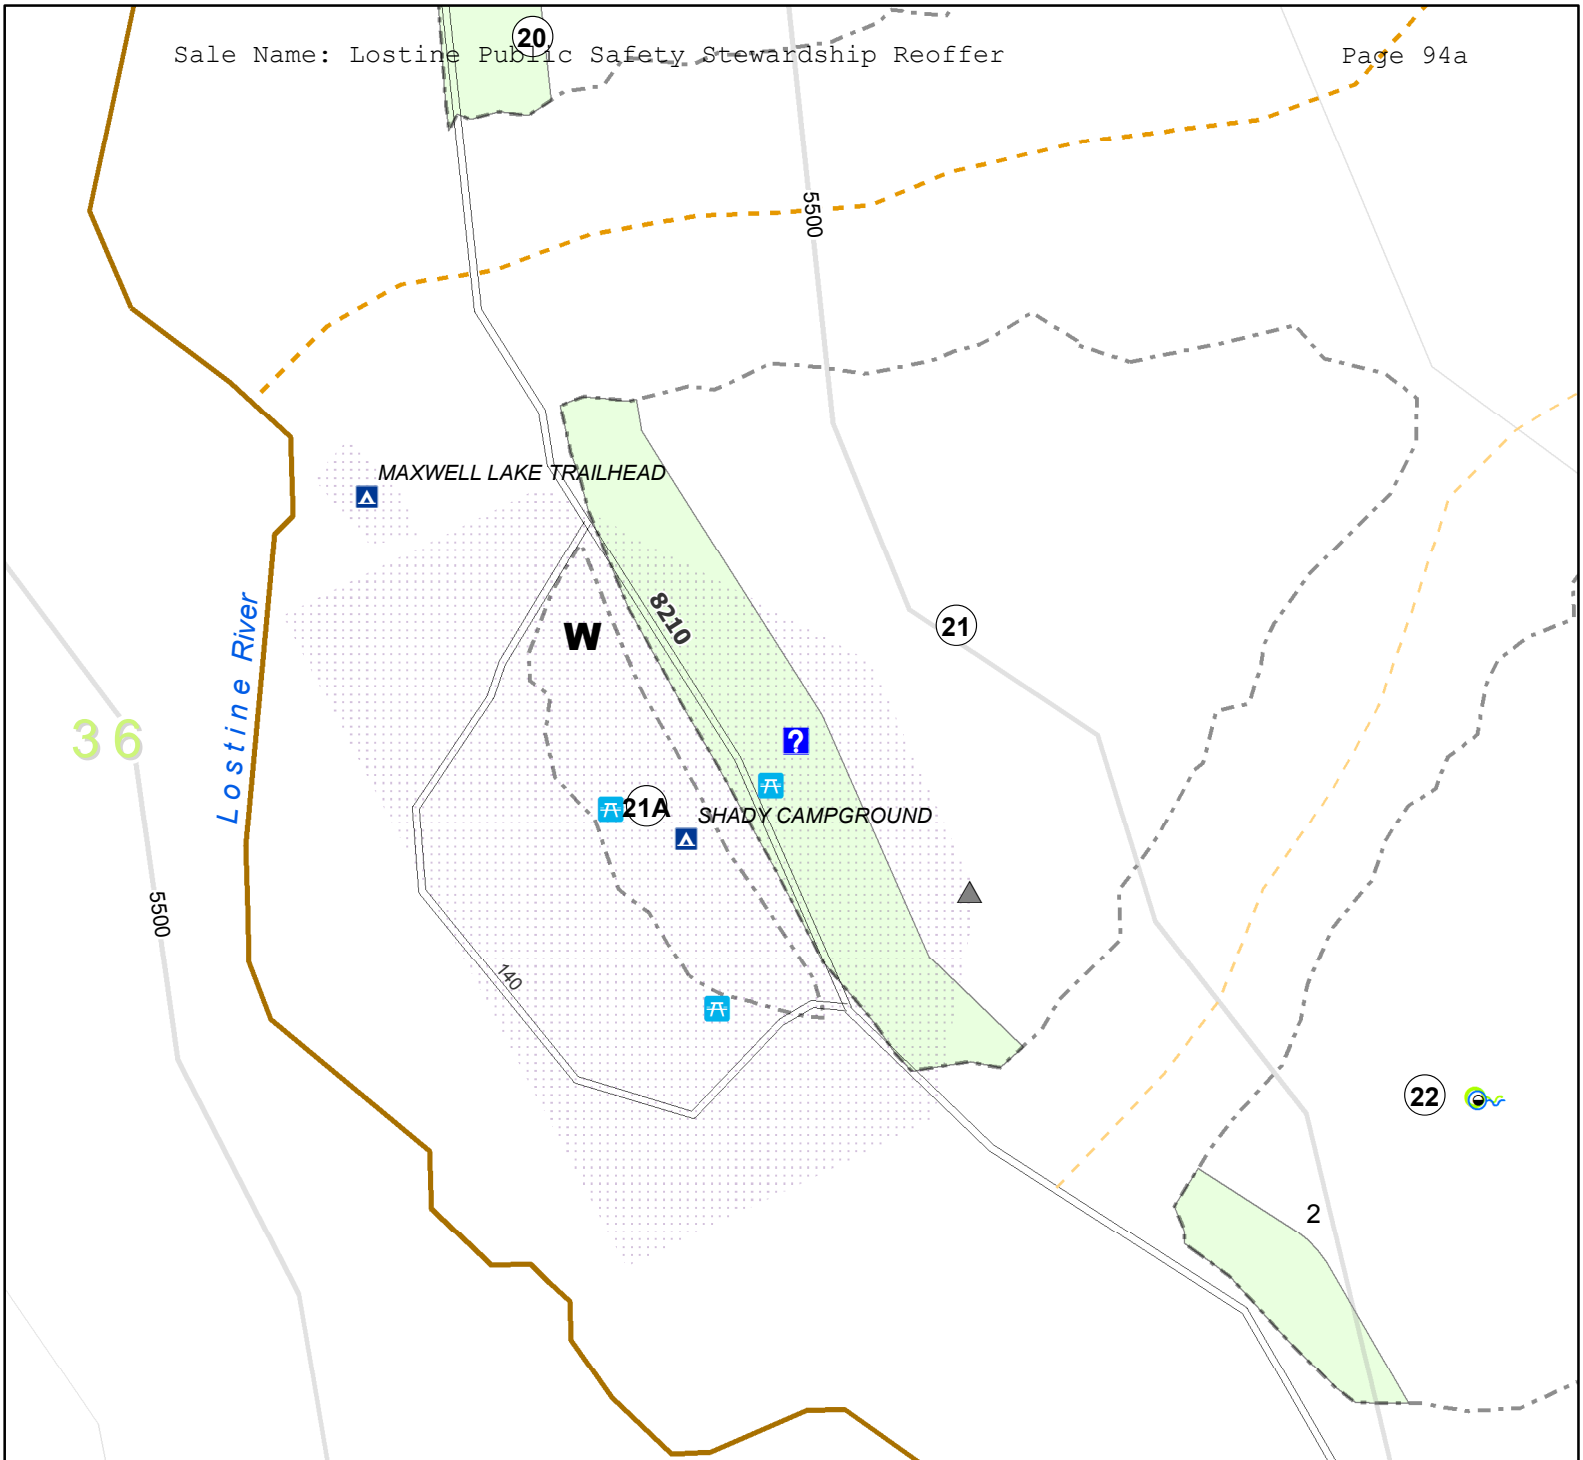 20
Sale Name: Lostine Public Safety Stewardship Reoffer
Page 94a
5500
MAXWELL LAKE TRAILHEAD
8210
W
21
Lostine River
36
?
21A
SHADY CAMPGROUND
5500
140
22
2